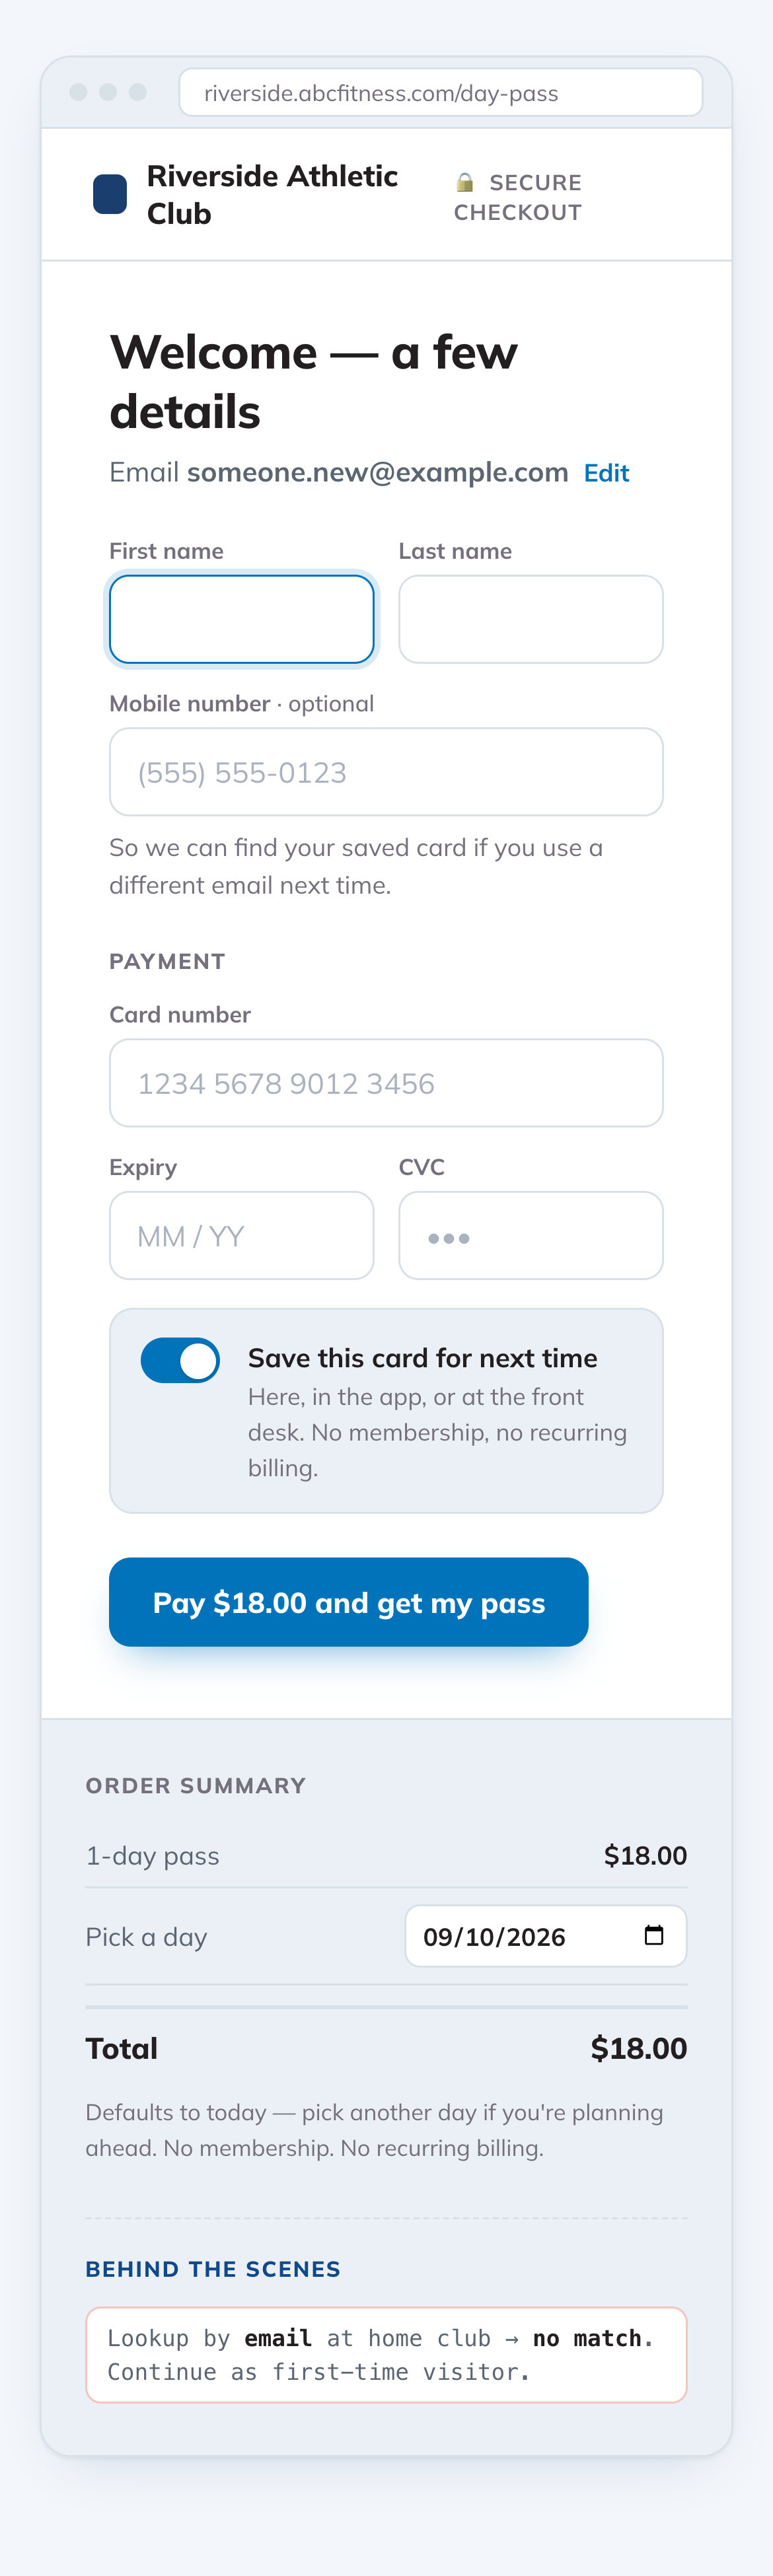 riverside.abcfitness.com/day-pass
Riverside Athletic
Club
🔒 SECURE
CHECKOUT
Welcome — a few
details
Email someone.new@example.com Edit
First name Last name
Mobile number · optional
(555) 555-0123
So we can find your saved card if you use a
different email next time.
PAYMENT
Card number
1234 5678 9012 3456
Expiry CVC
MM / YY •••
Save this card for next time
Here, in the app, or at the front
desk. No membership, no recurring
billing.
Pay $18.00 and get my pass
ORDER SUMMARY
1-day pass $18.00
Pick a day 09/10/2026
Total $18.00
Defaults to today — pick another day if you're planning
ahead. No membership. No recurring billing.
BEHIND THE SCENES
Lookup by email at home club → no match.
Continue as first-time visitor.